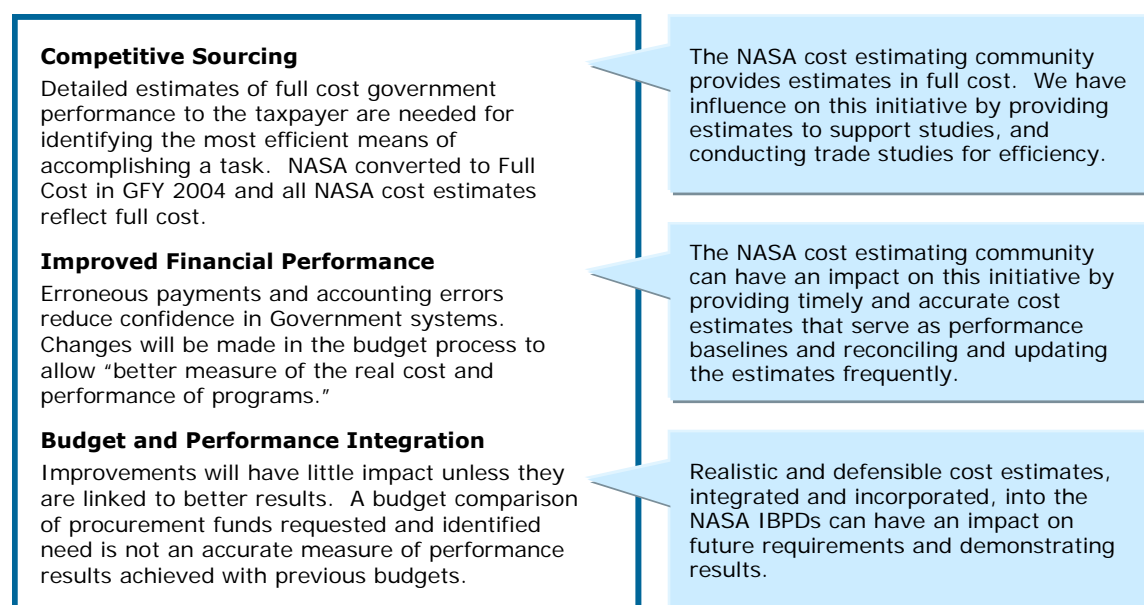 Competitive Sourcing
Detailed estimates of full cost government
performance to the taxpayer are needed for
identifying the most efficient means of
accomplishing a task.  NASA converted to Full
Cost in GFY 2004 and all NASA cost estimates
reflect full cost.
Improved Financial Performance
Erroneous payments and accounting errors
reduce confidence in Government systems.
Changes will be made in the budget process to
allow “better measure of the real cost and
performance of programs.”
Budget and Performance Integration
Improvements will have little impact unless they
are linked to better results.  A budget comparison
of procurement funds requested and identified
need is not an accurate measure of performance
results achieved with previous budgets.
The NASA cost estimating community
provides estimates in full cost.  We have
influence on this initiative by providing
estimates to support studies, and
conducting trade studies for efficiency.
The NASA cost estimating community
can have an impact on this initiative by
providing timely and accurate cost
estimates that serve as performance
baselines and reconciling and updating
the estimates frequently.
Realistic and defensible cost estimates,
integrated and incorporated, into the
NASA IBPDs can have an impact on
future requirements and demonstrating
results.